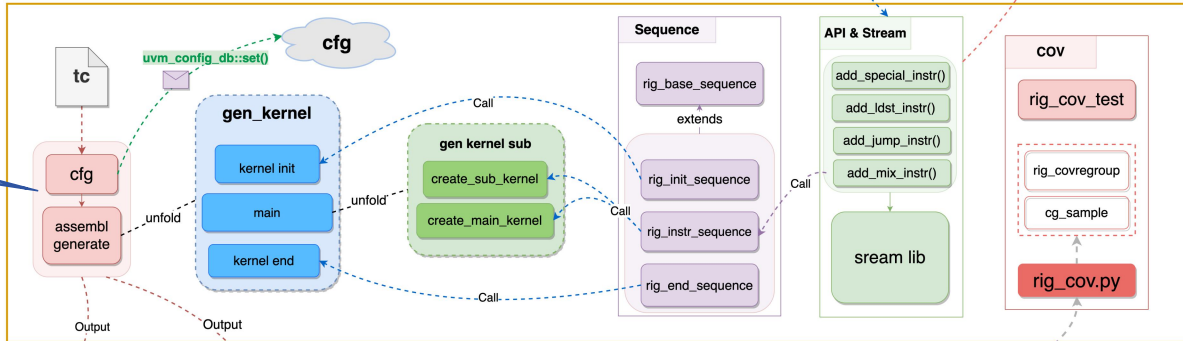 tc
uvm_config_db::set()
cfg
cfg
assembl
generate
unfold
Output
Output
gen_kernel
kernel init
main
kernel end
unfold
gen kernel sub
create_sub_kernel
create_main_kernel
Call
Call
Call
Sequence
rig_base_sequence
extends
rig_init_sequence
rig_instr_sequence
rig_end_sequence
Call
API & Stream
add_special_instr()
add_ldst_instr()
add_jump_instr()
add_mix_instr()
sream lib
cov
rig_cov_test
rig_covregroup
cg_sample
rig_cov.py